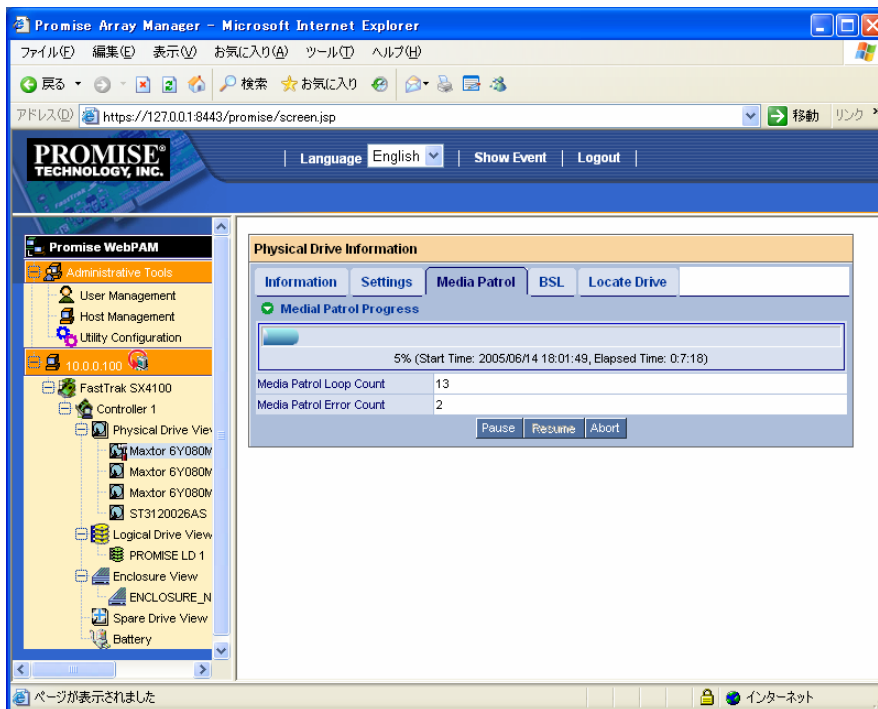 Promise Array Manager - Microsoft Internet Explorer
ファイル(F) 編集(E) 表示(V) お気に入り(A) ツール(T) ヘルプ(H)
戻る 検索 お気に入り
アドレス(D) https://127.0.0.1:8443/promise/screen.jsp 移動 リンク »
PROMISE®
TECHNOLOGY, INC.
| Language English | Show Event | Logout |
Promise WebPAM
Administrative Tools
User Management
Host Management
Utility Configuration
10.0.0.100
FastTrak SX4100
Controller 1
Physical Drive View
Maxtor 6Y080M
Maxtor 6Y080M
Maxtor 6Y080M
ST3120026AS
Logical Drive View
PROMISE LD 1
Enclosure View
ENCLOSURE_N
Spare Drive View
Battery
Physical Drive Information
Information Settings Media Patrol BSL Locate Drive
Medial Patrol Progress
5% (Start Time: 2005/06/14 18:01:49, Elapsed Time: 0:7:18)
Media Patrol Loop Count 13
Media Patrol Error Count 2
Pause Resume Abort
ページが表示されました インターネット